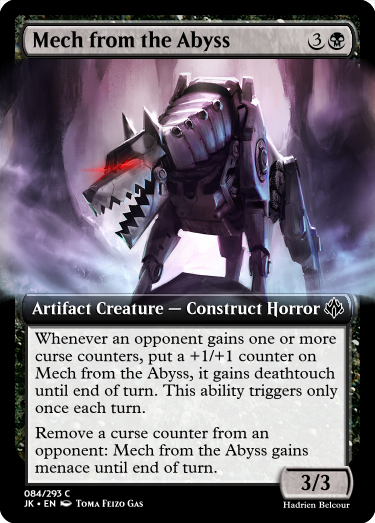 Mech from the Abyss 3
Artifact Creature — Construct Horror
Whenever an opponent gains one or more
curse counters, put a +1/+1 counter on
Mech from the Abyss, it gains deathtouch
until end of turn. This ability triggers only
once each turn.
Remove a curse counter from an
opponent: Mech from the Abyss gains
menace until end of turn.
3/3
084/293 C
JK • EN Toma Feizo Gas
Hadrien Belcour